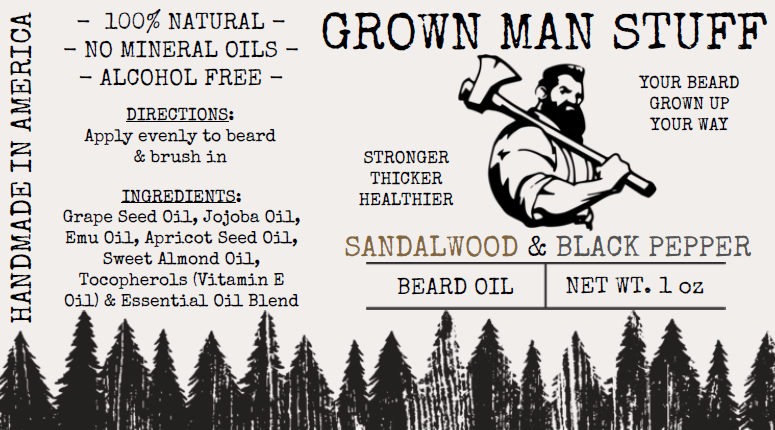 HANDMADE IN AMERICA
- 100% NATURAL -
- NO MINERAL OILS -
- ALCOHOL FREE -
DIRECTIONS:
Apply evenly to beard
& brush in
INGREDIENTS:
Grape Seed Oil, Jojoba Oil,
Emu Oil, Apricot Seed Oil,
Sweet Almond Oil,
Tocopherols (Vitamin E
Oil) & Essential Oil Blend
GROWN MAN STUFF
YOUR BEARD
GROWN UP
YOUR WAY
STRONGER
THICKER
HEALTHIER
SANDALWOOD & BLACK PEPPER
BEARD OIL
NET WT. 1 oz